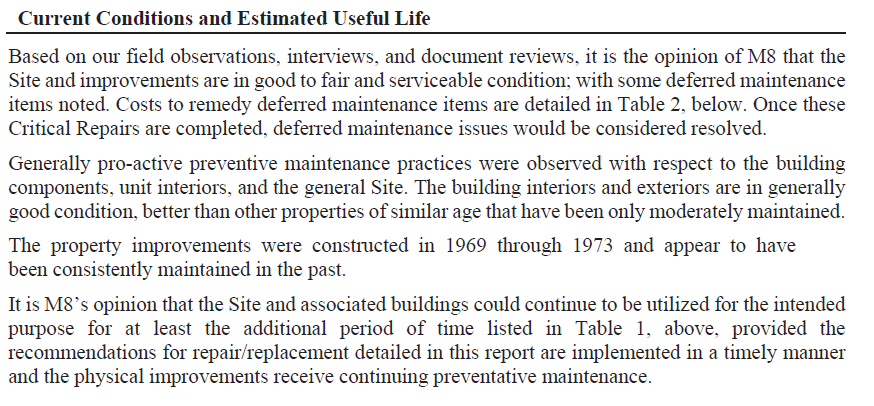 Current Conditions and Estimated Useful Life
Based on our field observations, interviews, and document reviews, it is the opinion of M8 that the
Site and improvements are in good to fair and serviceable condition; with some deferred maintenance
items noted. Costs to remedy deferred maintenance items are detailed in Table 2, below. Once these
Critical Repairs are completed, deferred maintenance issues would be considered resolved.
Generally pro-active preventive maintenance practices were observed with respect to the building
components, unit interiors, and the general Site. The building interiors and exteriors are in generally
good condition, better than other properties of similar age that have been only moderately maintained.
The property improvements were constructed in 1969 through 1973 and appear to have
been consistently maintained in the past.
It is M8’s opinion that the Site and associated buildings could continue to be utilized for the intended
purpose for at least the additional period of time listed in Table 1, above, provided the
recommendations for repair/replacement detailed in this report are implemented in a timely manner
and the physical improvements receive continuing preventative maintenance.